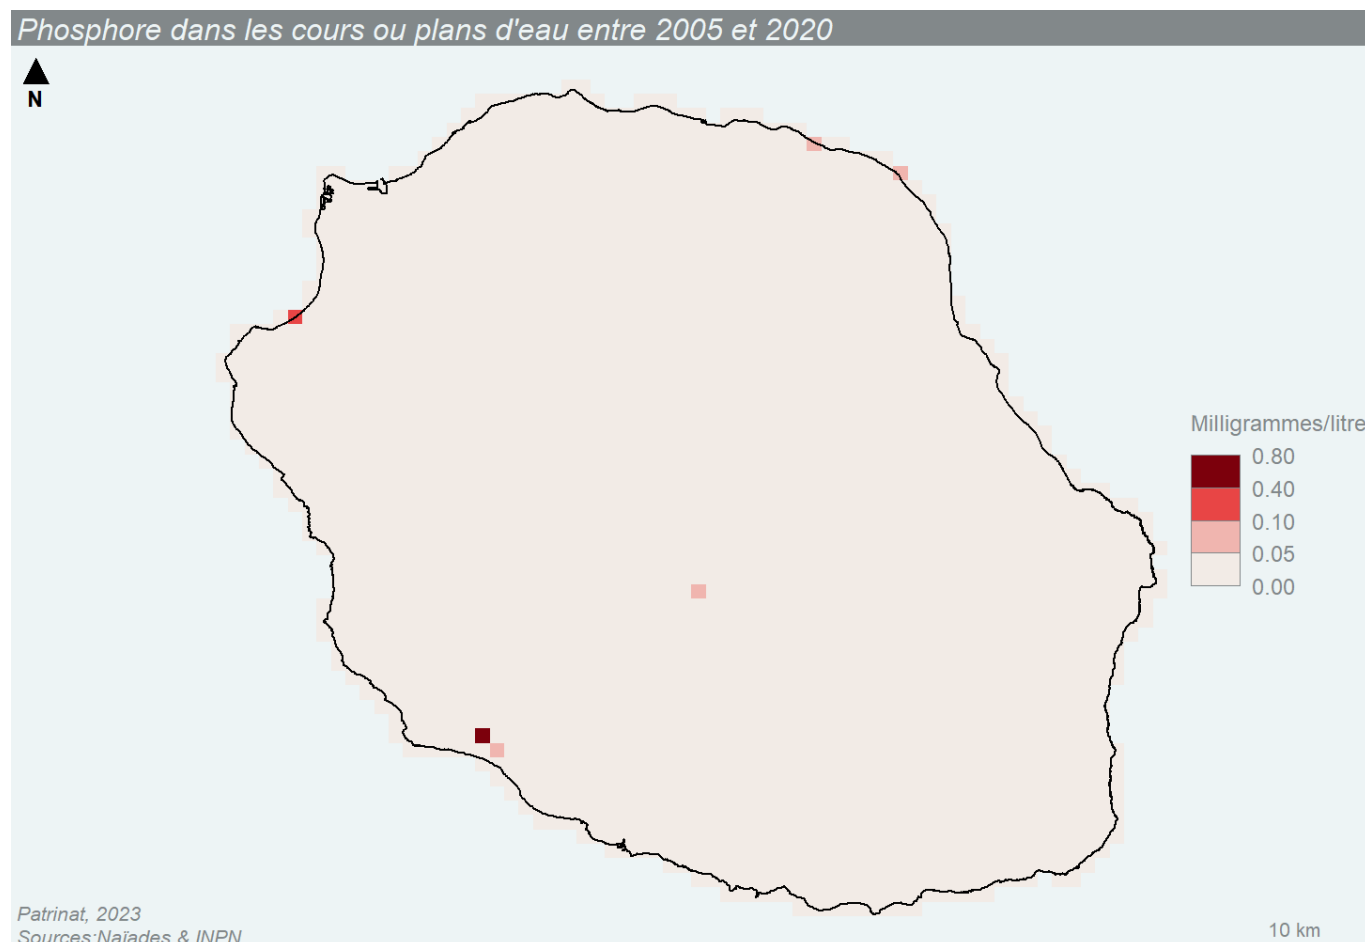 Phosphore dans les cours ou plans d'eau entre 2005 et 2020
N
Milligrammes/litre
0.80
0.40
0.10
0.05
0.00
Patrinat, 2023
Sources:Naïades & INPN
10 km